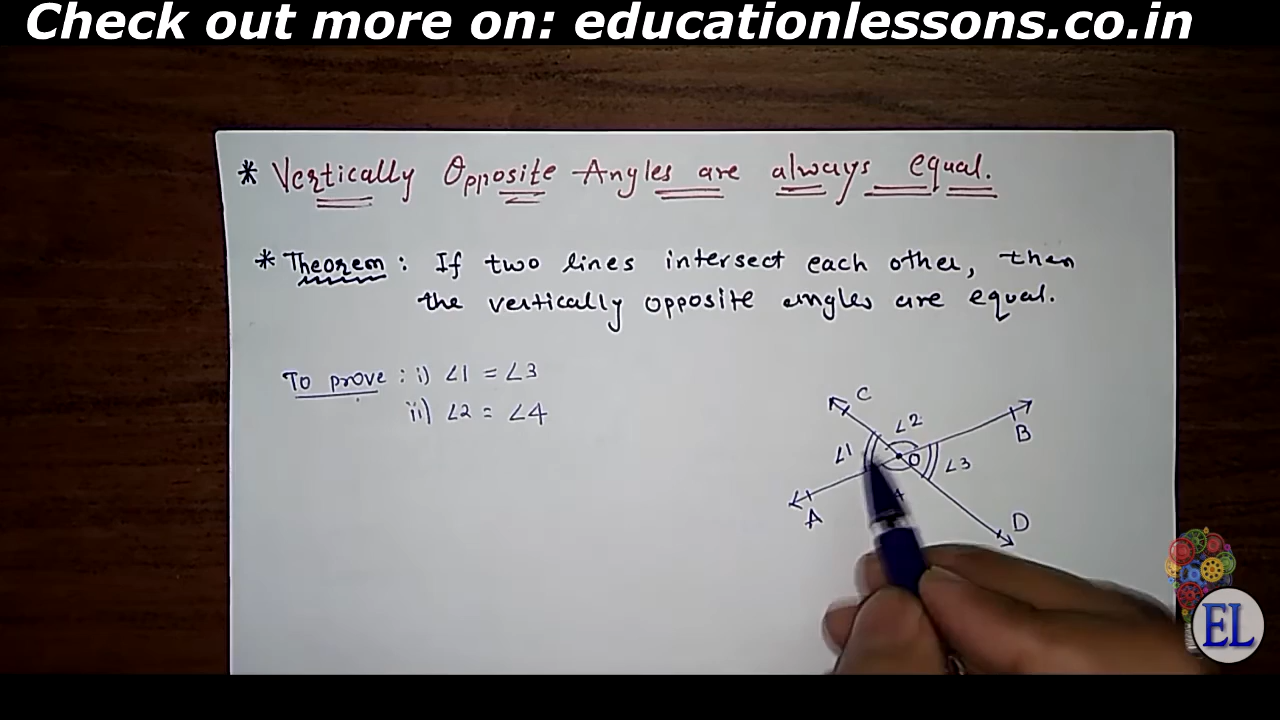 Check out more on: educationlessons.co.in
* Vertically Opposite Angles are always equal.
* Theorem: If two lines intersect each other, then
the vertically opposite angles are equal.
To prove: i) ∠1 = ∠3
ii) ∠2 = ∠4
C
∠2
B
∠1
O
∠3
4
A
D
EL